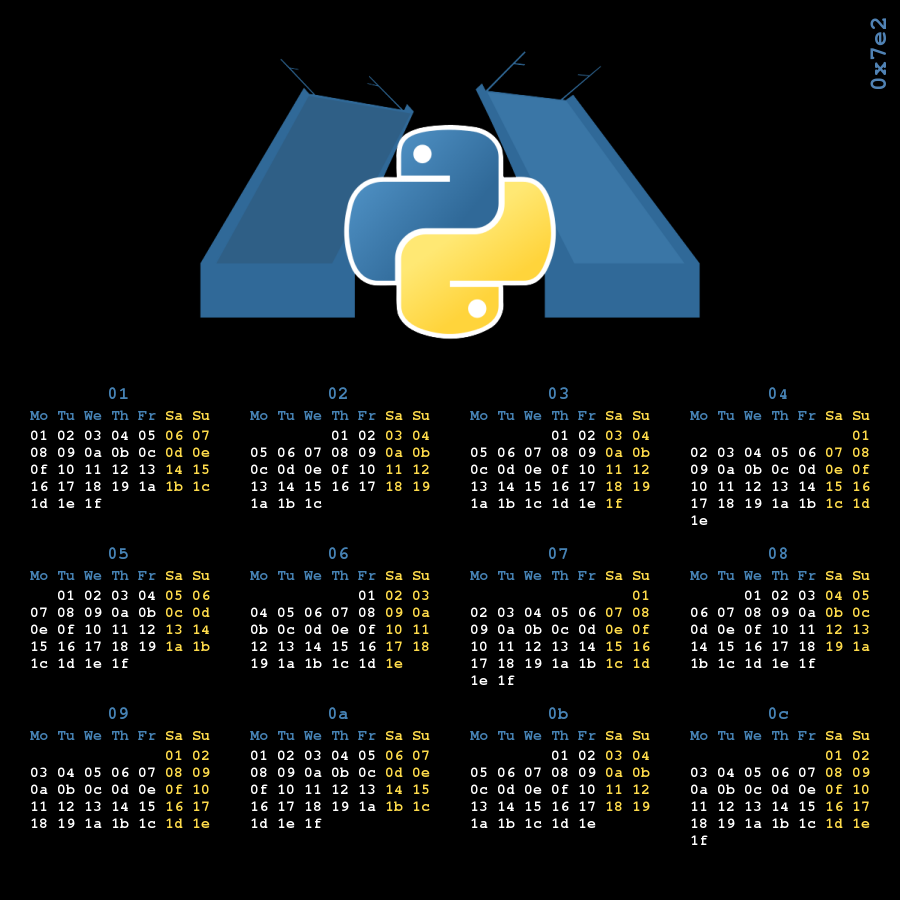 0x7e2
01
Mo Tu We Th Fr Sa Su
01 02 03 04 05 06 07
08 09 0a 0b 0c 0d 0e
0f 10 11 12 13 14 15
16 17 18 19 1a 1b 1c
1d 1e 1f
02
Mo Tu We Th Fr Sa Su
01 02 03 04
05 06 07 08 09 0a 0b
0c 0d 0e 0f 10 11 12
13 14 15 16 17 18 19
1a 1b 1c
03
Mo Tu We Th Fr Sa Su
01 02 03 04
05 06 07 08 09 0a 0b
0c 0d 0e 0f 10 11 12
13 14 15 16 17 18 19
1a 1b 1c 1d 1e 1f
04
Mo Tu We Th Fr Sa Su
01
02 03 04 05 06 07 08
09 0a 0b 0c 0d 0e 0f
10 11 12 13 14 15 16
17 18 19 1a 1b 1c 1d
1e
05
Mo Tu We Th Fr Sa Su
01 02 03 04 05 06
07 08 09 0a 0b 0c 0d
0e 0f 10 11 12 13 14
15 16 17 18 19 1a 1b
1c 1d 1e 1f
06
Mo Tu We Th Fr Sa Su
01 02 03
04 05 06 07 08 09 0a
0b 0c 0d 0e 0f 10 11
12 13 14 15 16 17 18
19 1a 1b 1c 1d 1e
07
Mo Tu We Th Fr Sa Su
01
02 03 04 05 06 07 08
09 0a 0b 0c 0d 0e 0f
10 11 12 13 14 15 16
17 18 19 1a 1b 1c 1d
1e 1f
08
Mo Tu We Th Fr Sa Su
01 02 03 04 05
06 07 08 09 0a 0b 0c
0d 0e 0f 10 11 12 13
14 15 16 17 18 19 1a
1b 1c 1d 1e 1f
09
Mo Tu We Th Fr Sa Su
01 02
03 04 05 06 07 08 09
0a 0b 0c 0d 0e 0f 10
11 12 13 14 15 16 17
18 19 1a 1b 1c 1d 1e
0a
Mo Tu We Th Fr Sa Su
01 02 03 04 05 06 07
08 09 0a 0b 0c 0d 0e
0f 10 11 12 13 14 15
16 17 18 19 1a 1b 1c
1d 1e 1f
0b
Mo Tu We Th Fr Sa Su
01 02 03 04
05 06 07 08 09 0a 0b
0c 0d 0e 0f 10 11 12
13 14 15 16 17 18 19
1a 1b 1c 1d 1e
0c
Mo Tu We Th Fr Sa Su
01 02
03 04 05 06 07 08 09
0a 0b 0c 0d 0e 0f 10
11 12 13 14 15 16 17
18 19 1a 1b 1c 1d 1e
1f